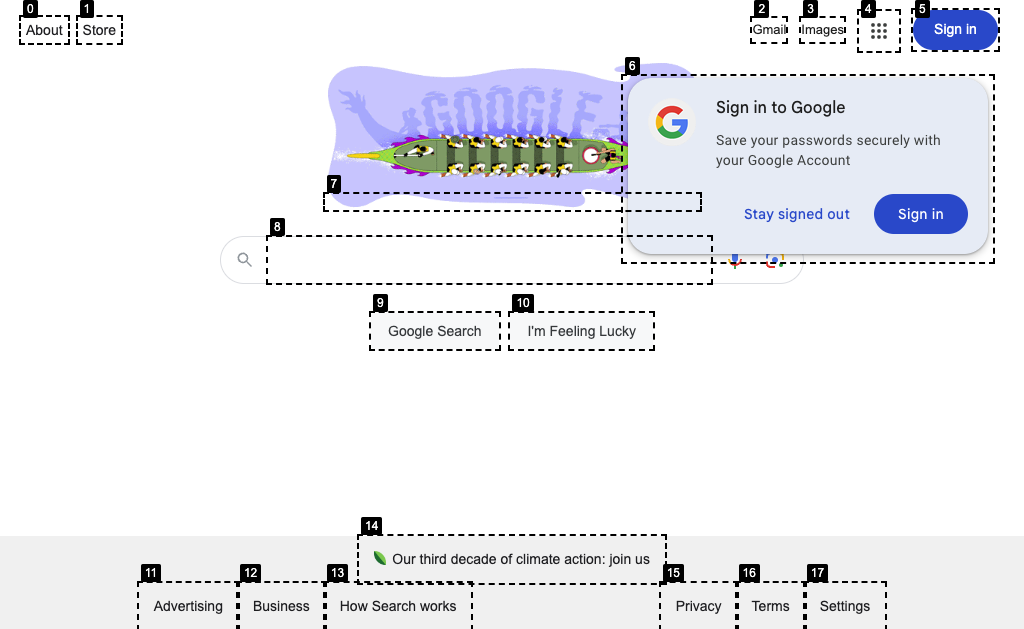 0
1
2
3
4
5
About
Store
Gmail
Images
Sign in
6
GOOGLE
Sign in to Google
Save your passwords securely with
your Google Account
7
Stay signed out
Sign in
8
9
10
Google Search
I'm Feeling Lucky
14
Our third decade of climate action: join us
11
12
13
15
16
17
Advertising
Business
How Search works
Privacy
Terms
Settings